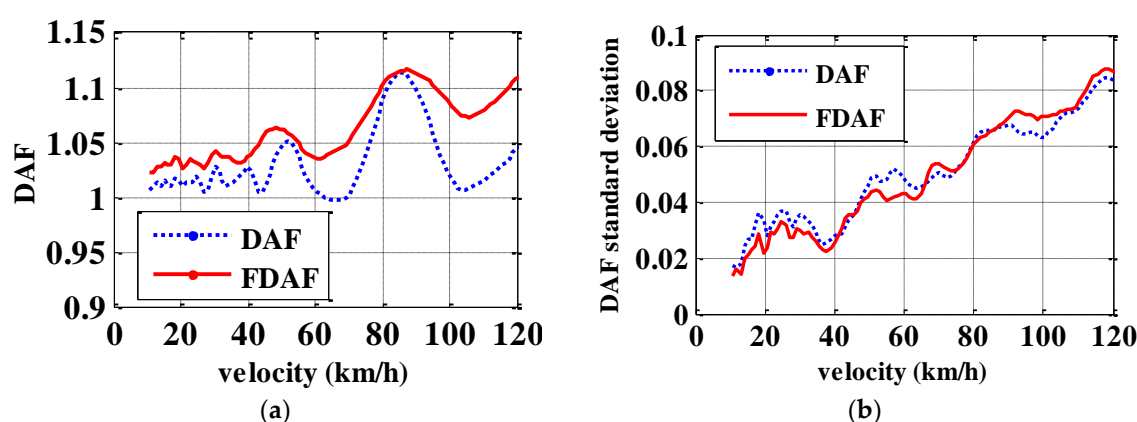 1.15
1.1
1.05
1
0.95
0.9
DAF
DAF
FDAF
0 20 40 60 80 100 120
velocity (km/h)
(a)
0.1
0.08
0.06
0.04
0.02
0
DAF standard deviation
DAF
FDAF
0 20 40 60 80 100 120
velocity (km/h)
(b)